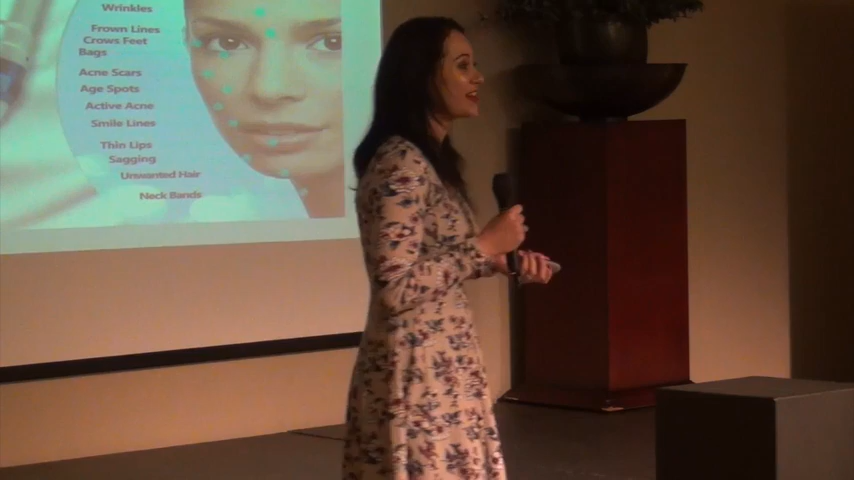 Wrinkles
Frown Lines
Crows Feet
Bags
Acne Scars
Age Spots
Active Acne
Smile Lines
Thin Lips
Sagging
Unwanted Hair
Neck Bands